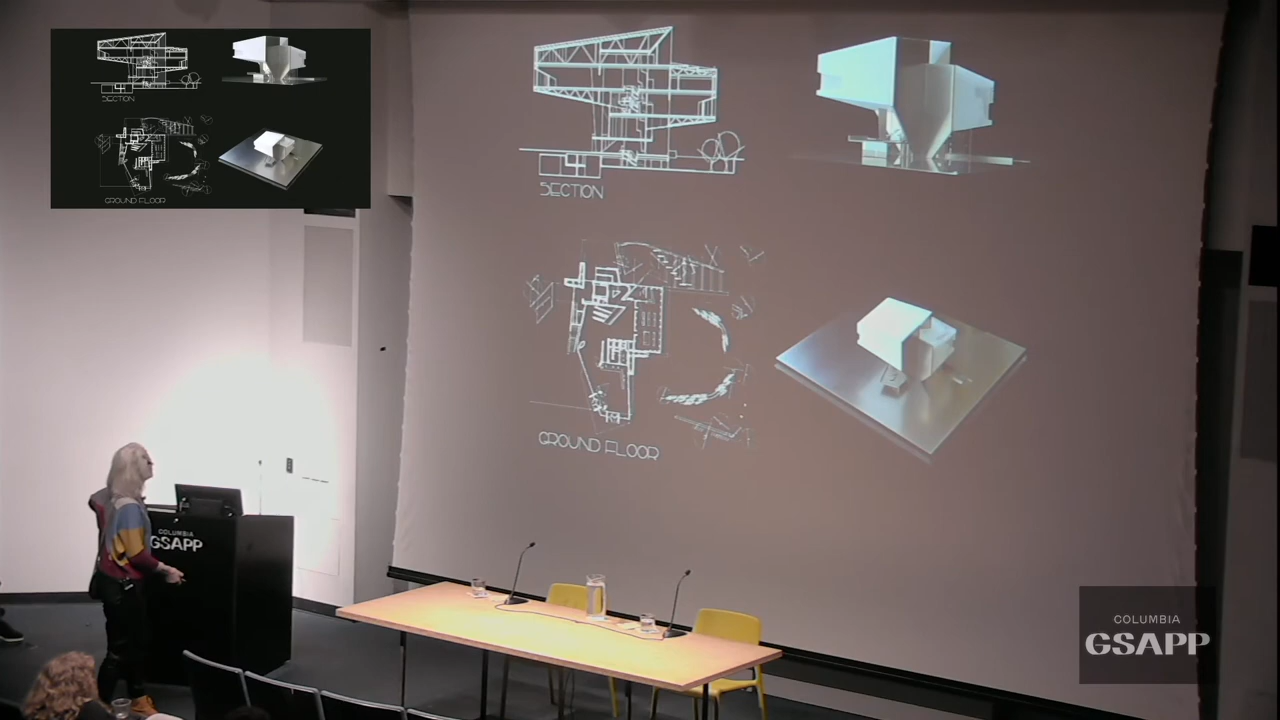 SECTION
GROUND FLOOR
SECTION
GROUND FLOOR
COLUMBIA
GSAPP
COLUMBIA
GSAPP